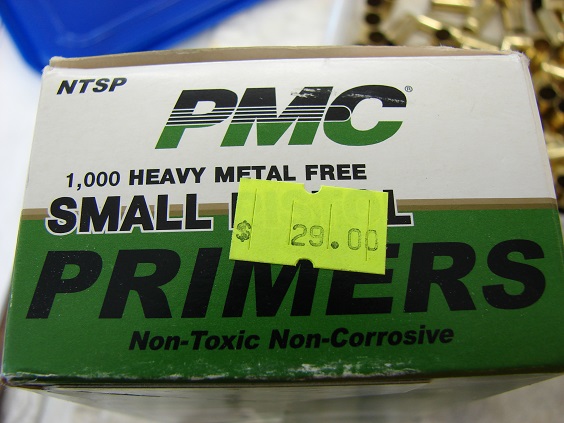 NTSP
PMC®
1,000 HEAVY METAL FREE
SMALL
$ 29.00
PRIMERS
Non-Toxic Non-Corrosive